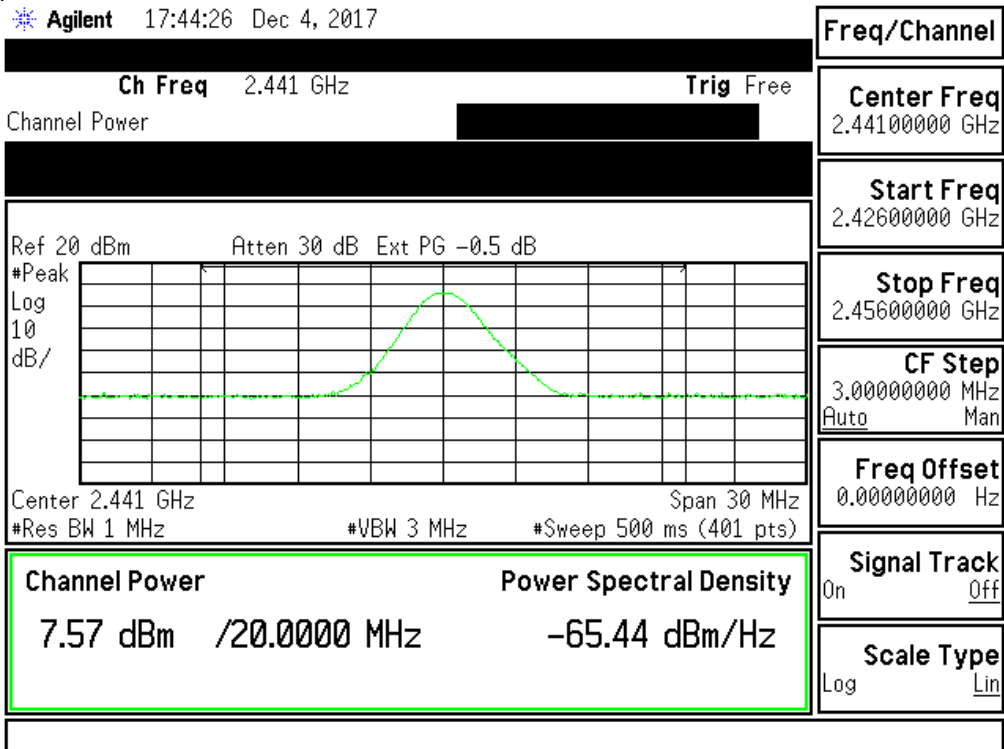 Agilent 17:44:26 Dec 4, 2017
Freq/Channel
Ch Freq 2.441 GHz Trig Free
Channel Power
Center Freq
2.44100000 GHz
Start Freq
2.42600000 GHz
Stop Freq
2.45600000 GHz
CF Step
3.00000000 MHz
Auto Man
Freq Offset
0.00000000 Hz
Signal Track
On Off
Scale Type
Log Lin
Ref 20 dBm Atten 30 dB Ext PG -0.5 dB
#Peak
Log
10
dB/
Center 2.441 GHz Span 30 MHz
#Res BW 1 MHz #VBW 3 MHz #Sweep 500 ms (401 pts)
Channel Power Power Spectral Density
7.57 dBm /20.0000 MHz -65.44 dBm/Hz